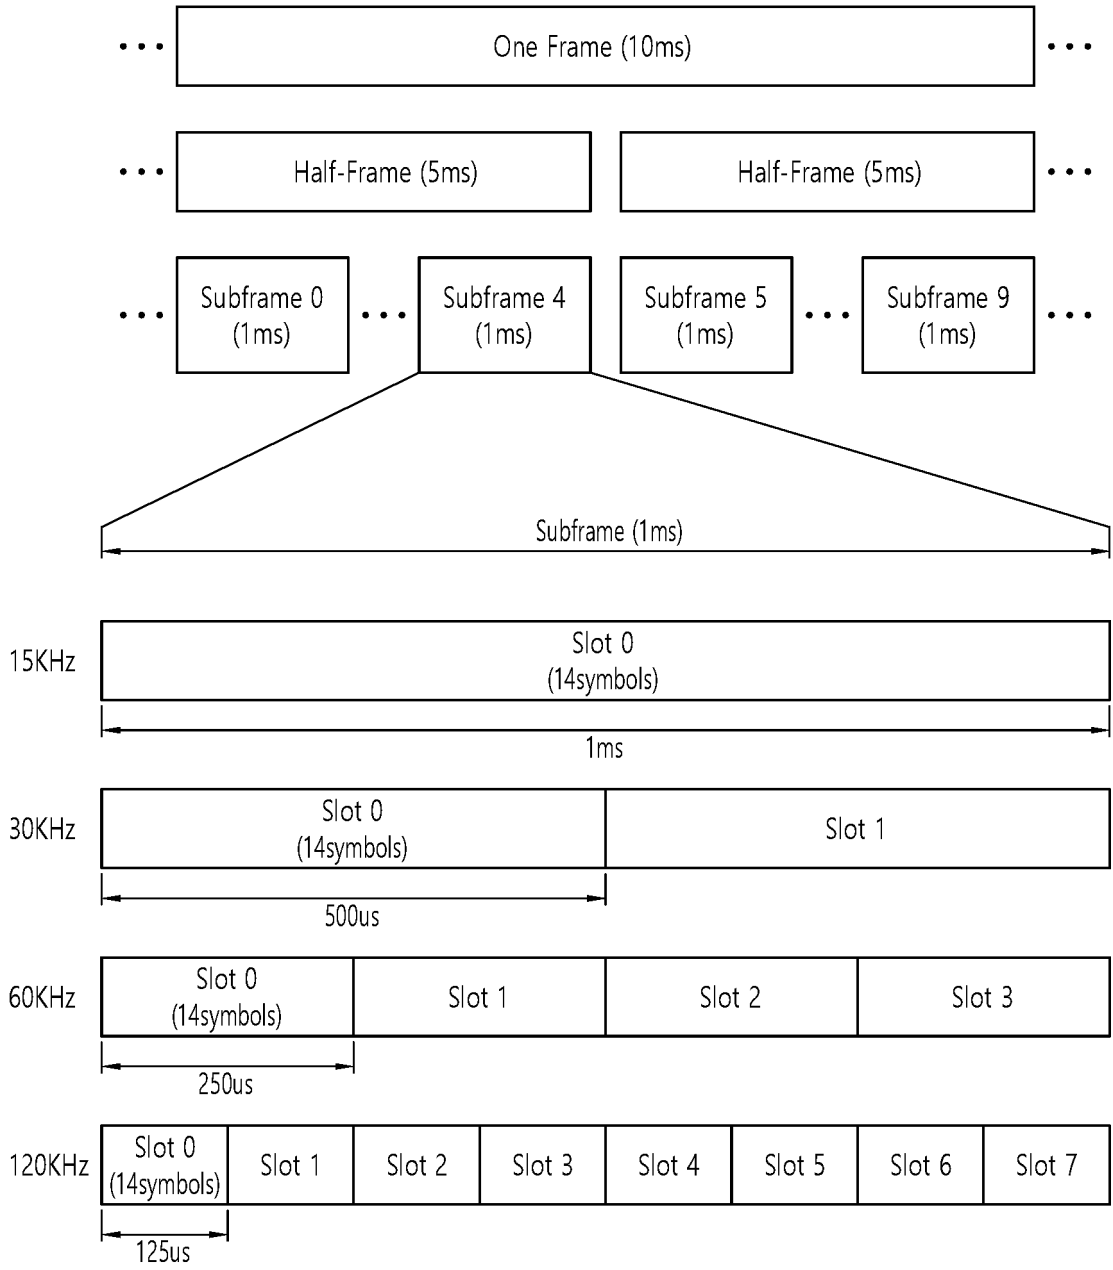 One Frame (10ms)
Half-Frame (5ms)
Half-Frame (5ms)
Subframe 0
(1ms)
Subframe 4
(1ms)
Subframe 5
(1ms)
Subframe 9
(1ms)
Subframe (1ms)
15KHz
Slot 0
(14symbols)
1ms
30KHz
Slot 0
(14symbols)
Slot 1
500us
60KHz
Slot 0
(14symbols)
Slot 1
Slot 2
Slot 3
250us
120KHz
Slot 0
(14symbols)
Slot 1
Slot 2
Slot 3
Slot 4
Slot 5
Slot 6
Slot 7
125us